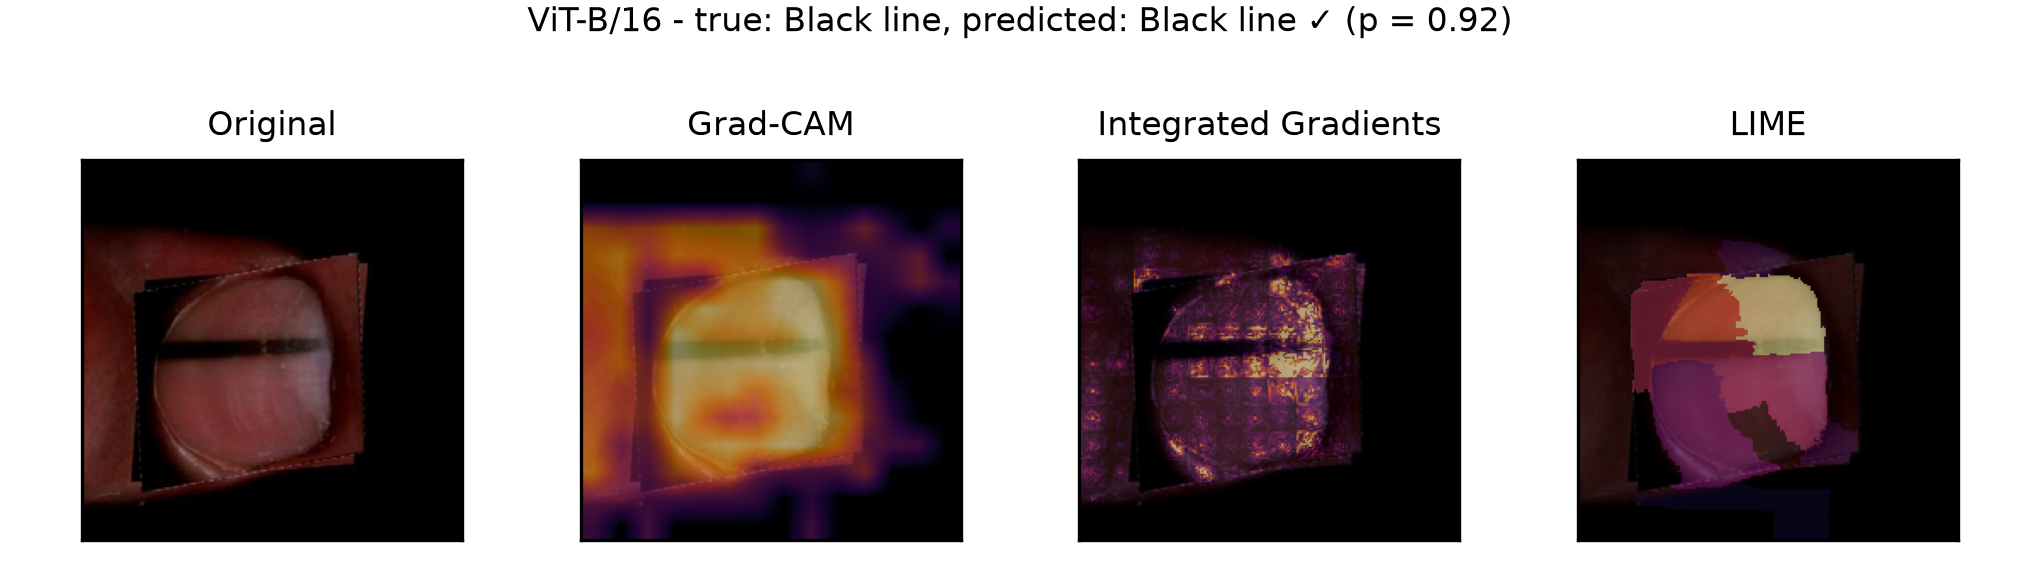 ViT-B/16 - true: Black line, predicted: Black line ✓ (p = 0.92)
Original
Grad-CAM
Integrated Gradients
LIME